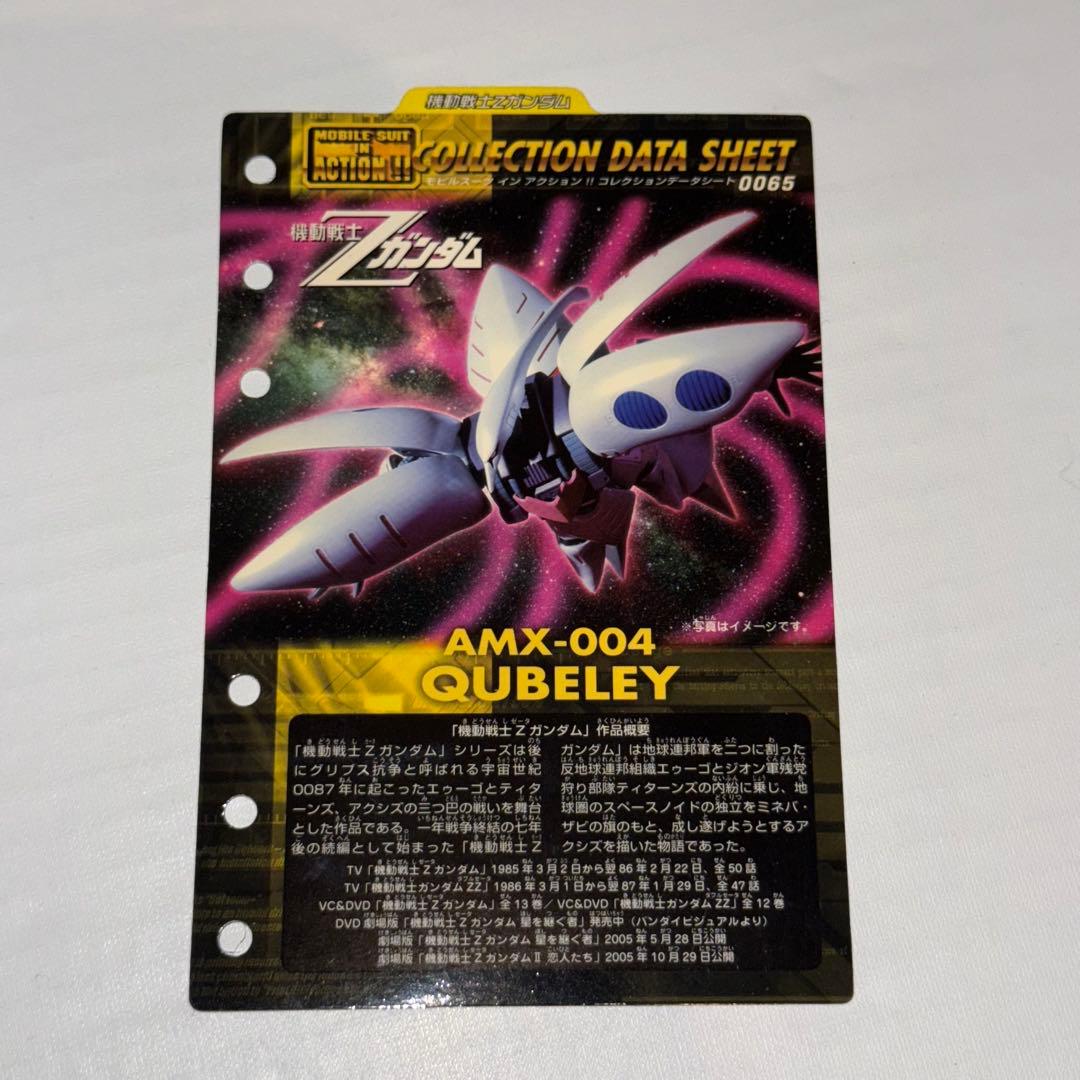 機動戦士Zガンダム
MOBILE SUIT
IN
ACTION!!
COLLECTION DATA SHEET
モビルスーツ イン アクション!! コレクションデータシート 0065
機動戦士
Zガンダム
※写真はイメージです。
AMX-004
QUBELEY
「機動戦士Zガンダム」作品概要
「機動戦士Zガンダム」シリーズは後
にグリプス抗争と呼ばれる宇宙世紀
0087年に起こったエゥーゴとティタ
ーンズ、アクシズの三つ巴の戦いを舞台
とした作品である。一年戦争終結の七年
後の続編として始まった「機動戦士Z
ガンダム」は地球連邦軍を二つに割った
反地球連邦組織エゥーゴとジオン軍残党
狩り部隊ティターンズの内紛に乗じ、地
球圏のスペースノイドの独立をミネバ・
ザビの旗のもと、成し遂げようとするア
クシズを描いた物語であった。
TV「機動戦士Zガンダム」1985年3月2日から翌86年2月22日、全50話
TV「機動戦士ガンダムZZ」1986年3月1日から翌87年1月29日、全47話
VC&DVD「機動戦士Zガンダム」全13巻/VC&DVD「機動戦士ガンダムZZ」全12巻
DVD 劇場版「機動戦士Zガンダム 星を継ぐ者」発売中(バンダイビジュアルより)
劇場版「機動戦士Zガンダム 星を継ぐ者」2005年5月28日公開
劇場版「機動戦士ZガンダムⅡ 恋人たち」2005年10月29日公開